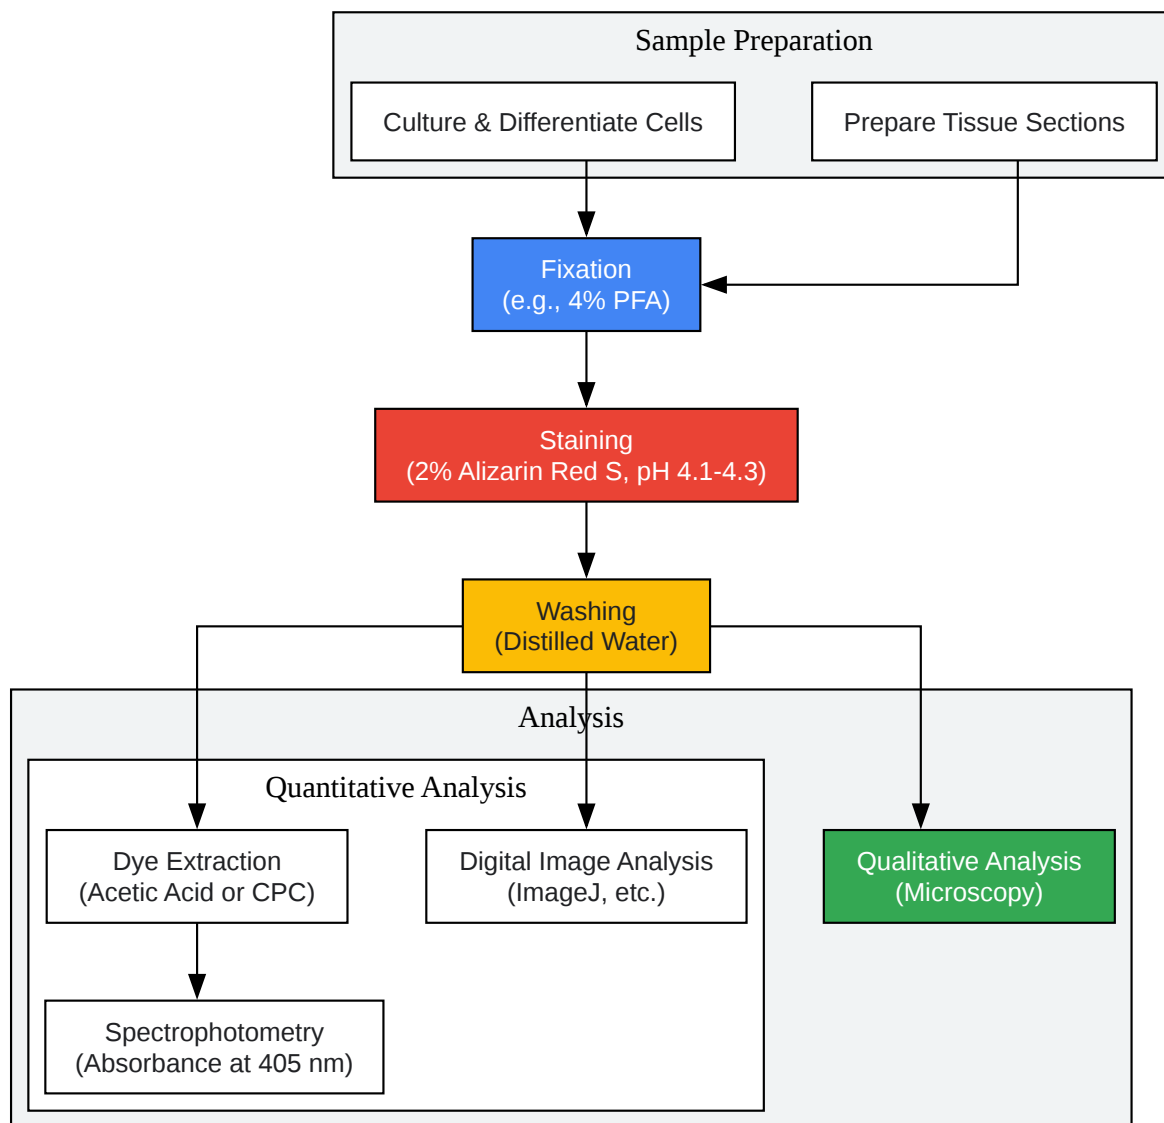 Sample Preparation
Culture & Differentiate Cells
Prepare Tissue Sections
Fixation
(e.g., 4% PFA)
Staining
(2% Alizarin Red S, pH 4.1-4.3)
Washing
(Distilled Water)
Analysis
Quantitative Analysis
Dye Extraction
(Acetic Acid or CPC)
Digital Image Analysis
(ImageJ, etc.)
Qualitative Analysis
(Microscopy)
Spectrophotometry
(Absorbance at 405 nm)